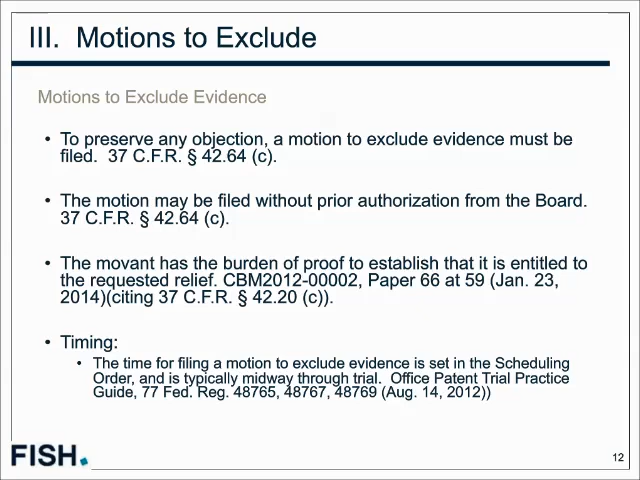 III. Motions to Exclude
Motions to Exclude Evidence
• To preserve any objection, a motion to exclude evidence must be
filed. 37 C.F.R. § 42.64 (c).
• The motion may be filed without prior authorization from the Board.
37 C.F.R. § 42.64 (c).
• The movant has the burden of proof to establish that it is entitled to
the requested relief. CBM2012-00002, Paper 66 at 59 (Jan. 23,
2014)(citing 37 C.F.R. § 42.20 (c)).
• Timing:
• The time for filing a motion to exclude evidence is set in the Scheduling
Order, and is typically midway through trial. Office Patent Trial Practice
Guide, 77 Fed. Reg. 48765, 48767, 48769 (Aug. 14, 2012))
FISH.
12